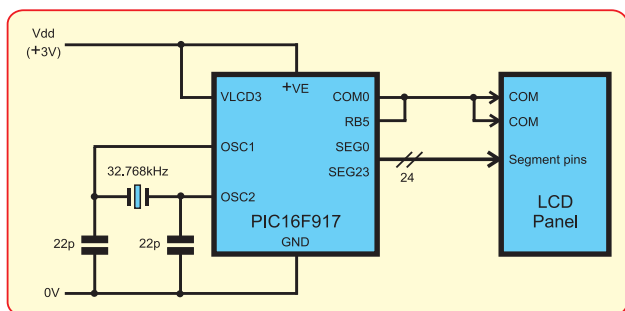 Vdd
(+3V)
+VE
VLCD3
COM0
COM
RB5
COM
OSC1
SEG0
Segment pins
SEG23
24
32.768kHz
OSC2
LCD
Panel
PIC16F917
22p
22p
GND
0V